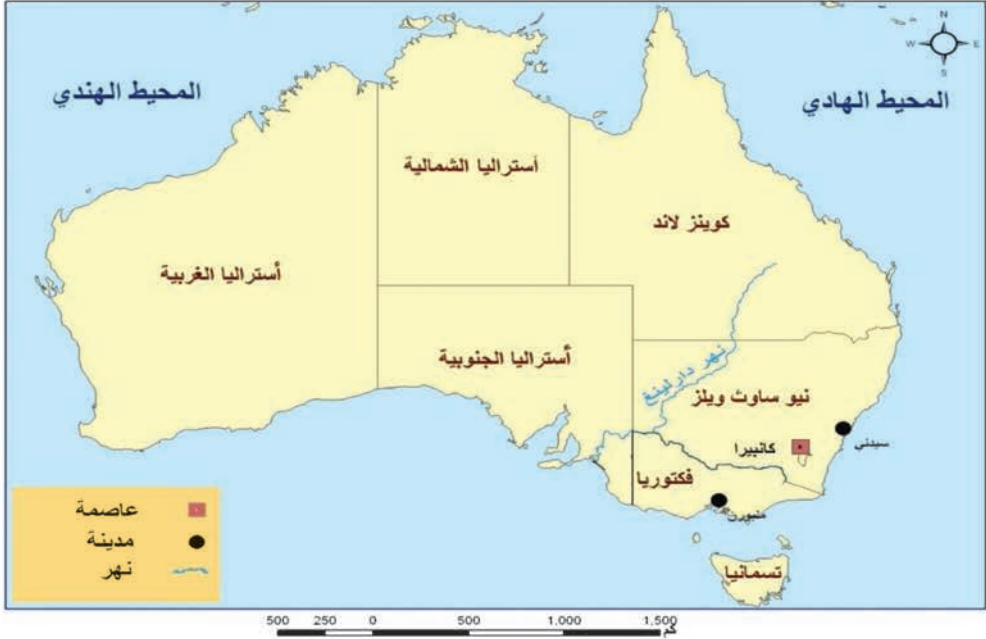 N
W E
S
المحيط الهندي
المحيط الهادي
أستراليا الشمالية
كوينز لاند
أستراليا الغربية
أستراليا الجنوبية
نهر دارلينغ
نيو ساوث ويلز
سيدني
كانبيرا
فكتوريا
ملبورن
تسمانيا
عاصمة
مدينة
نهر
500 250 0 500 1.000 1.500
كم